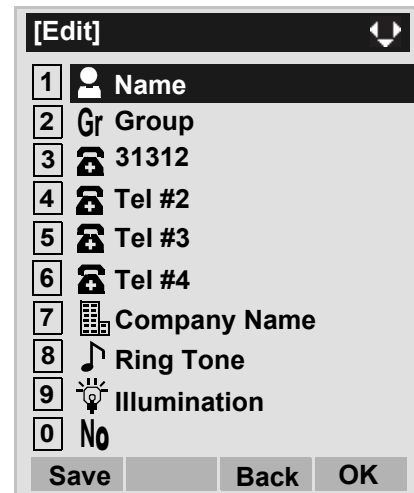 [Edit]
1 Name
2 Gr Group
3 31312
4 Tel #2
5 Tel #3
6 Tel #4
7 Company Name
8 Ring Tone
9 Illumination
0 No
Save Back OK